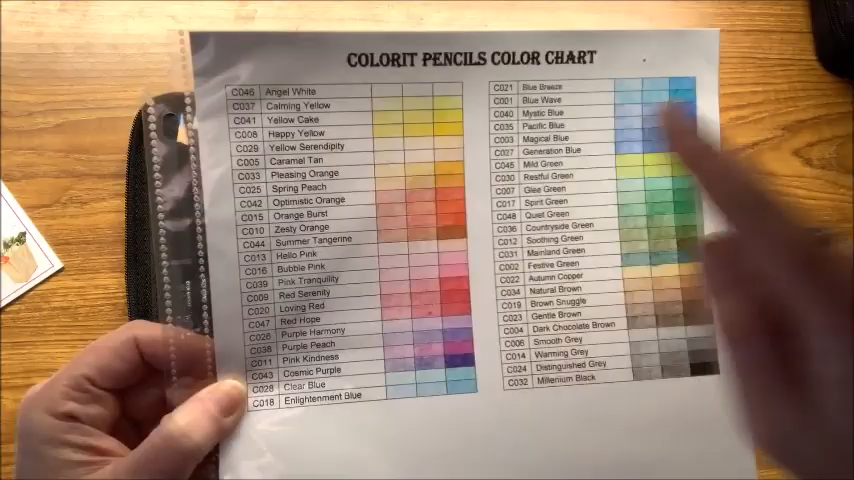 COLORIT PENCILS COLOR CHART
C046 Angel White
C037 Calming Yellow
C041 Yellow Cake
C008 Happy Yellow
C029 Yellow Serendipity
C005 Caramel Tan
C033 Pleasing Orange
C025 Spring Peach
C042 Optimistic Orange
C015 Orange Burst
C010 Zesty Orange
C044 Summer Tangerine
C013 Hello Pink
C016 Bubble Pink
C039 Pink Tranquility
C009 Red Serenity
C020 Loving Red
C047 Red Hope
C026 Purple Harmony
C038 Purple Peach
C011 Pink Kindness
C043 Cosmic Purple
C028 Clear Blue
C018 Enlightenment Blue
C021 Blue Breeze
C001 Blue Wave
C040 Mystic Blue
C035 Pacific Blue
C003 Magical Blue
C027 Generation Blue
C045 Mild Green
C030 Restful Green
C007 Glee Green
C017 Spirit Green
C048 Quiet Green
C036 Countryside Green
C012 Soothing Green
C031 Mainland Green
C002 Festive Green
C022 Autumn Copper
C034 Natural Brown
C019 Brown Snuggle
C023 Gentle Brown
C004 Dark Chocolate Brown
C006 Smooth Grey
C014 Warming Grey
C024 Distinguished Grey
C032 Millenium Black